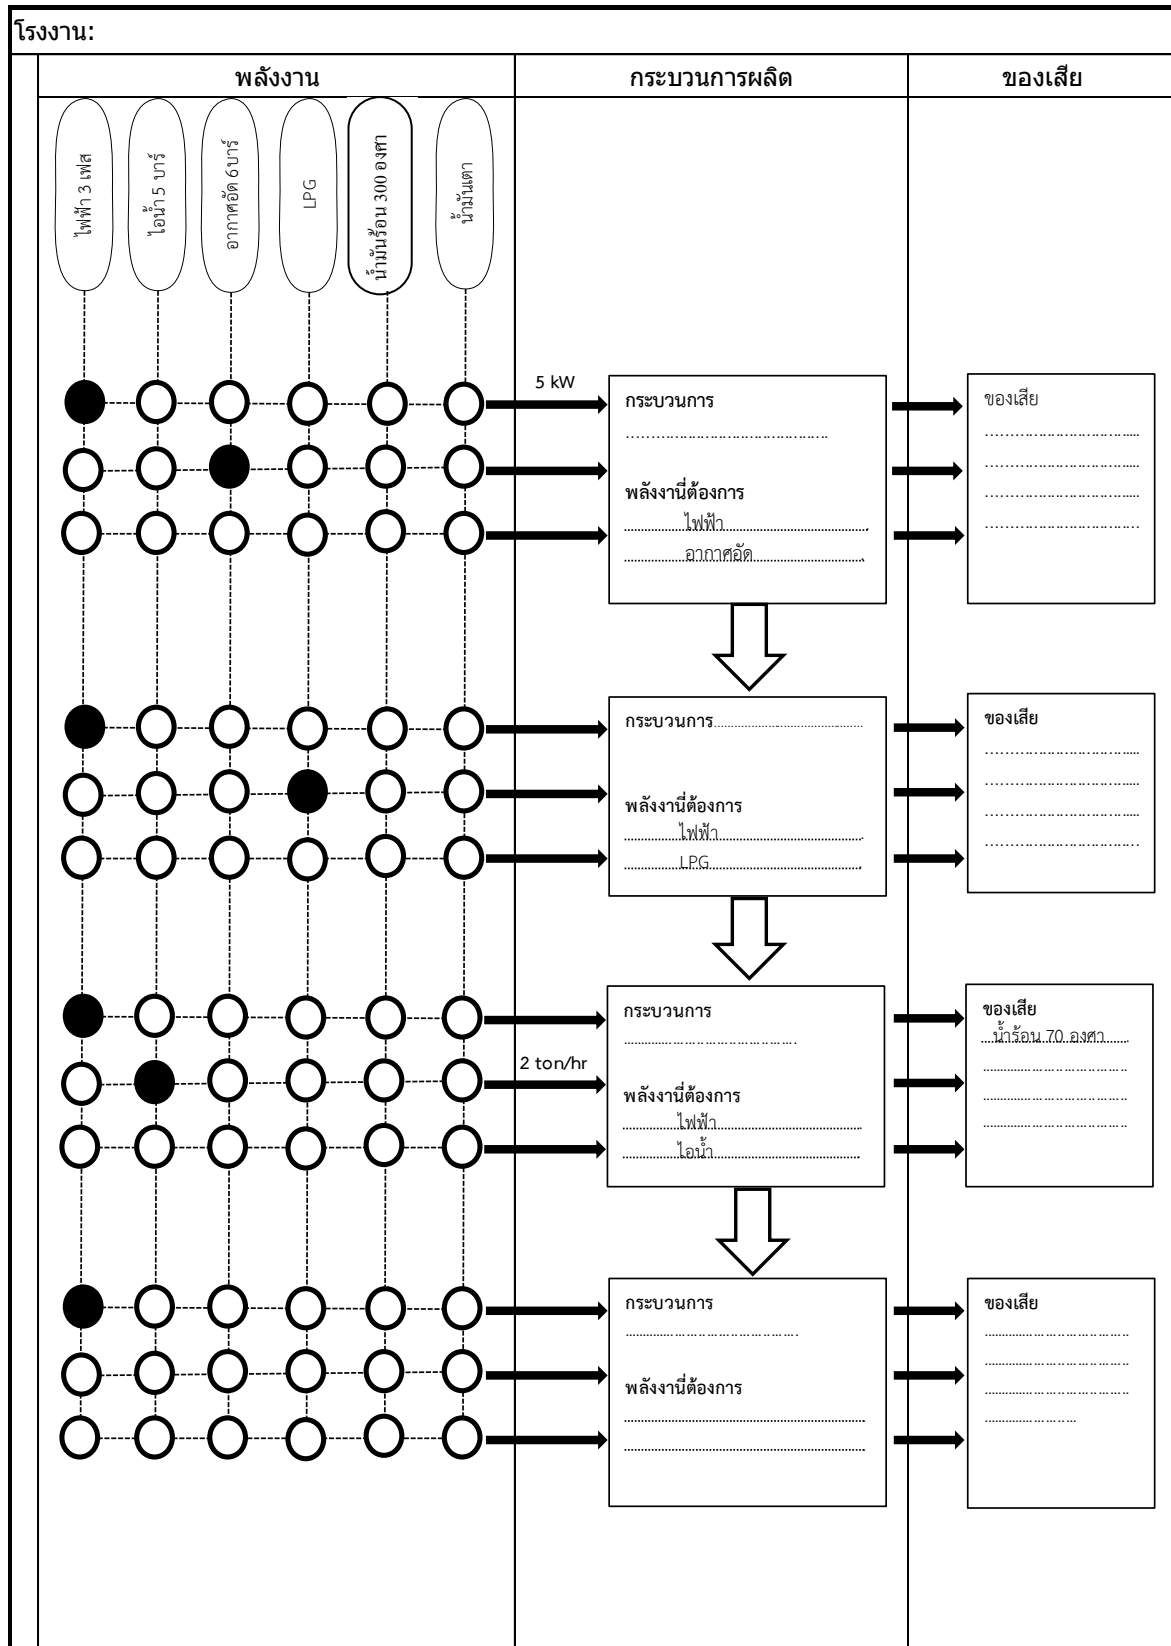 โรงงาน:
พลังงาน กระบวนการผลิต ของเสีย
ไฟฟ้า 3 เฟส
ไอน้ำ 5 บาร์
อากาศอัด 6 บาร์
LPG
น้ำมันร้อน 300 องศา
น้ำมันเตา
5 kW
กระบวนการ
พลังงานี่ต้องการ
ไฟฟ้า
อากาศอัด
ของเสีย
กระบวนการ
พลังงานี่ต้องการ
ไฟฟ้า
LPG
ของเสีย
2 ton/hr
กระบวนการ
พลังงานี่ต้องการ
ไฟฟ้า
ไอน้ำ
ของเสีย
น้ำร้อน 70 องศา
กระบวนการ
พลังงานี่ต้องการ
ของเสีย